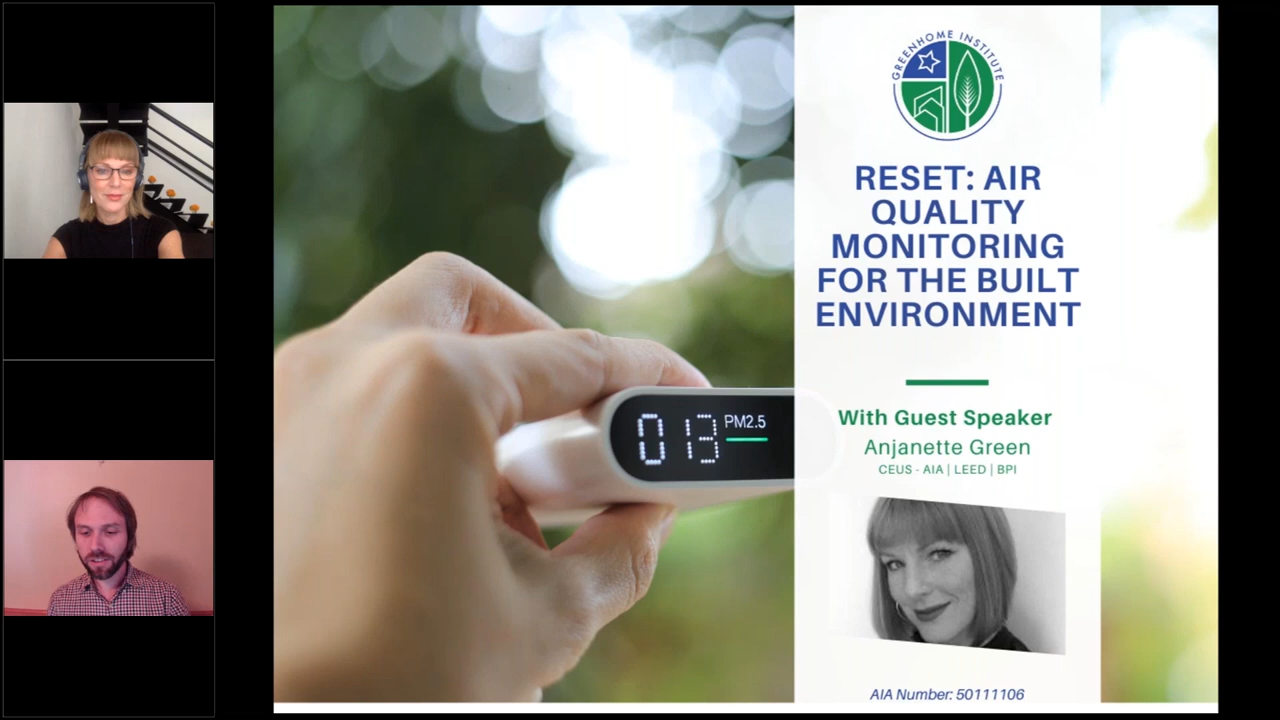 GREENHOME INSTITUTE
RESET: AIR
QUALITY
MONITORING
FOR THE BUILT
ENVIRONMENT
013 PM2.5
With Guest Speaker
Anjanette Green
CEUS - AIA | LEED | BPI
AIA Number: 50111106